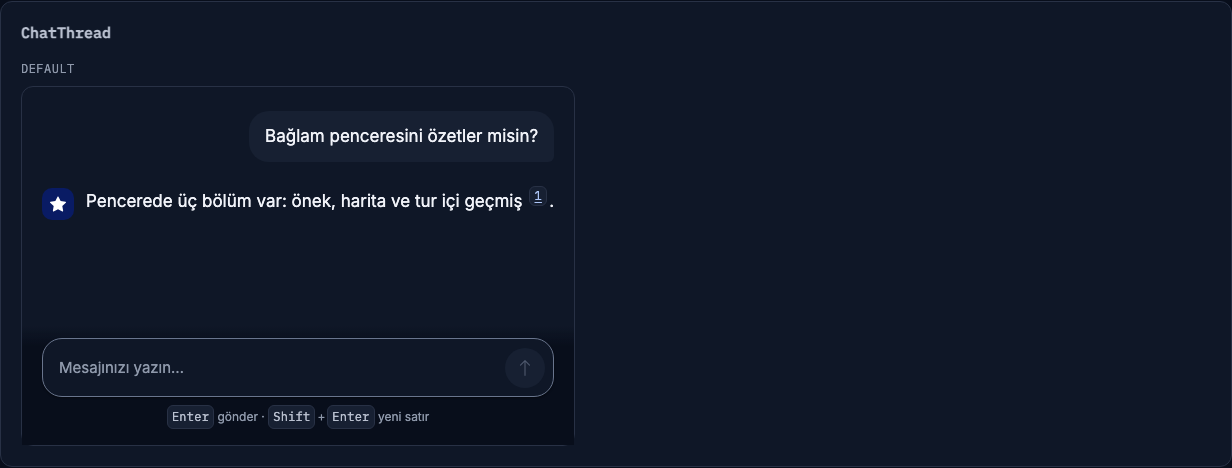 ChatThread
DEFAULT
Bağlam penceresini özetler misin?
Pencerede üç bölüm var: önek, harita ve tur içi geçmiş 1.
Mesajınızı yazın...
Enter gönder · Shift + Enter yeni satır